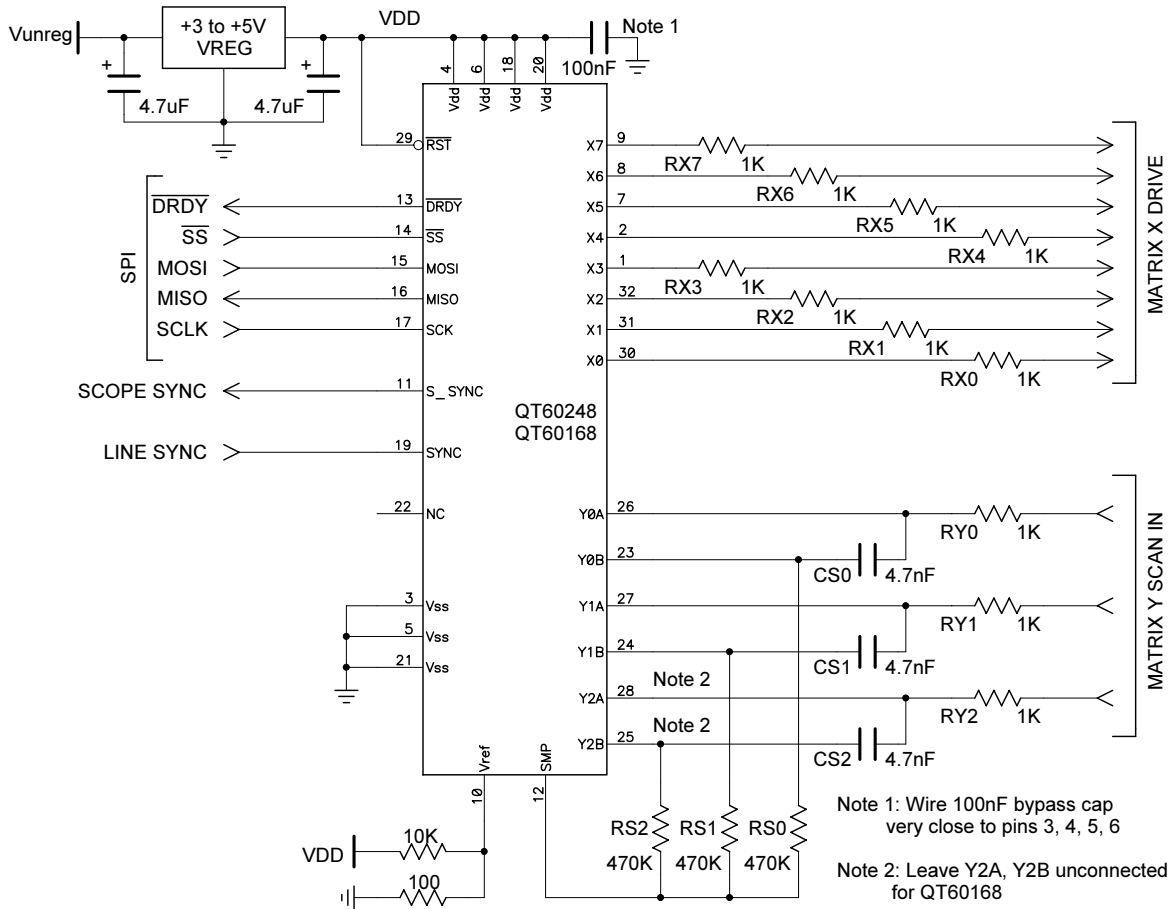 Vunreg
+3 to +5V
VREG
VDD
Note 1
100nF
+
4.7uF
+
4.7uF
4
6
18
20
Vdd
Vdd
Vdd
Vdd
29
RST
SPI
DRDY
13
DRDY
SS
14
SS
MOSI
15
MOSI
MISO
16
MISO
SCLK
17
SCK
SCOPE SYNC
11
S_SYNC
LINE SYNC
19
SYNC
22
NC
3
Vss
5
Vss
21
Vss
QT60248
QT60168
X7
9
RX7
1K
X6
8
RX6
1K
X5
7
RX5
1K
X4
2
RX4
1K
X3
1
RX3
1K
X2
32
RX2
1K
X1
31
RX1
1K
X0
30
RX0
1K
MATRIX X DRIVE
Y0A
26
RY0
1K
Y0B
23
CS0
4.7nF
Y1A
27
RY1
1K
Y1B
24
CS1
4.7nF
Note 2
Y2A
28
RY2
1K
Note 2
Y2B
25
CS2
4.7nF
MATRIX Y SCAN IN
Vref
10
SMP
12
VDD
10K
100
RS2
470K
RS1
470K
RS0
470K
Note 1: Wire 100nF bypass cap
very close to pins 3, 4, 5, 6
Note 2: Leave Y2A, Y2B unconnected
for QT60168